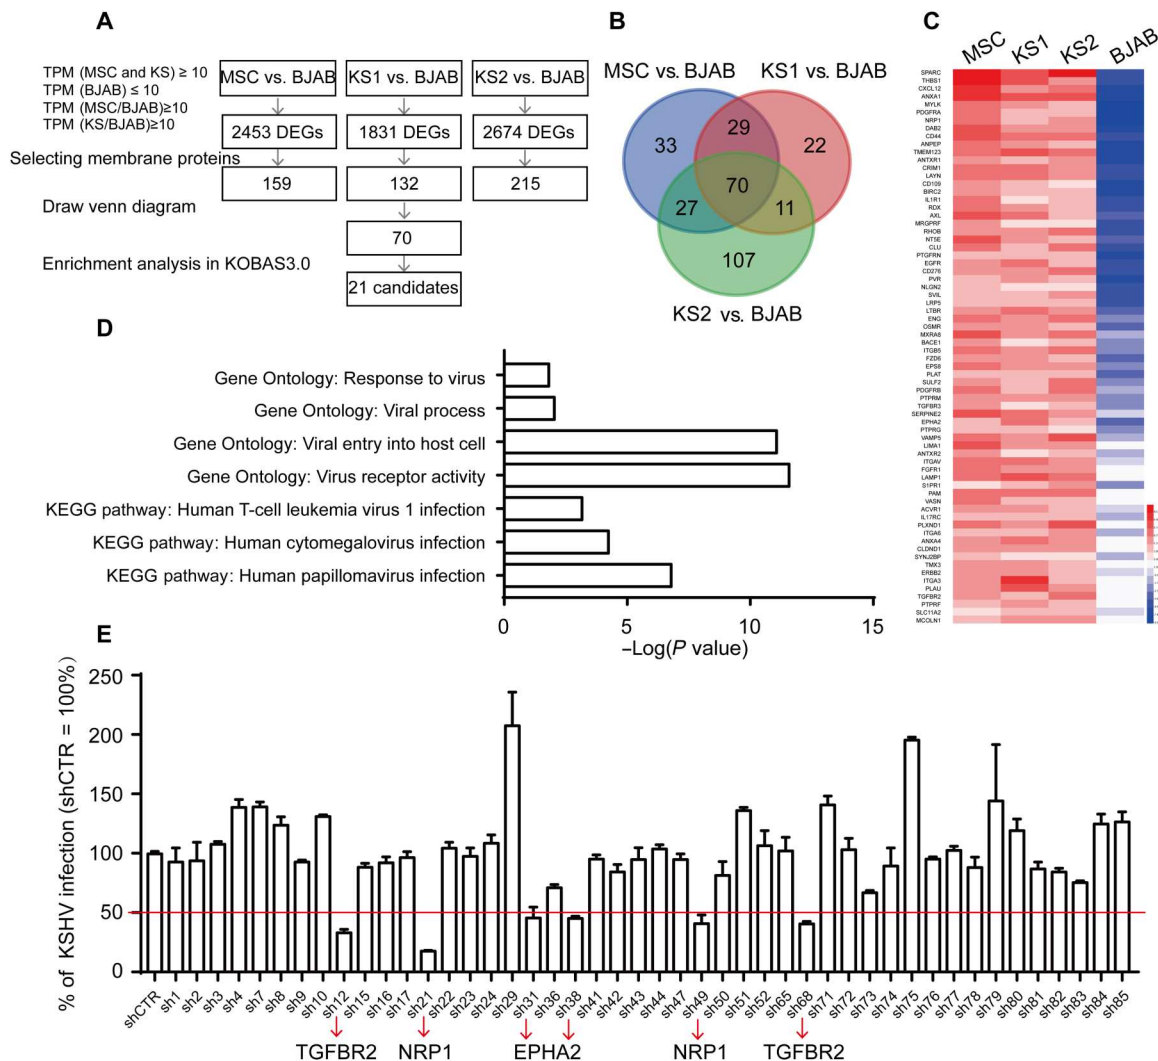 A
TPM (MSC and KS) ≥ 10
TPM (BJAB) ≤ 10
TPM (MSC/BJAB)≥10
TPM (KS/BJAB)≥10
MSC vs. BJAB
KS1 vs. BJAB
KS2 vs. BJAB
2453 DEGs
1831 DEGs
2674 DEGs
Selecting membrane proteins
159
132
215
Draw venn diagram
70
Enrichment analysis in KOBAS3.0
21 candidates
B
MSC vs. BJAB
KS1 vs. BJAB
33
29
22
70
27
11
107
KS2 vs. BJAB
C
MSC
KS1
KS2
BJAB
SPARC
THBS1
CXCL12
ANXA1
MYLK
PDGFRA
NRP1
DAB2
CD44
ANPEP
TMEM123
ANTXR1
CRIM1
LAYN
CD109
BIRC2
IL1R1
RDX
AXL
MRGPRF
RHOB
NT5E
CLU
PTGFRN
EGFR
CD276
PVR
NLGN2
SVIL
LRP5
LTBR
ENG
OSMR
MXRA8
BACE1
ITGB5
FZD6
EPS8
PLAT
SULF2
PDGFRB
PTPRM
TGFBR3
SERPINE2
EPHA2
PTPRG
VAMP5
LIMA1
ANTXR2
ITGAV
FGFR1
LAMP1
S1PR1
PAM
VASN
ACVR1
IL17RC
PLXND1
ITGA6
ANXA4
CLDND1
SYNJ2BP
TMX3
ERBB2
ITGA3
PLAU
TGFBR2
PTPRF
SLC11A2
MCOLN1
D
Gene Ontology: Response to virus
Gene Ontology: Viral process
Gene Ontology: Viral entry into host cell
Gene Ontology: Virus receptor activity
KEGG pathway: Human T-cell leukemia virus 1 infection
KEGG pathway: Human cytomegalovirus infection
KEGG pathway: Human papillomavirus infection
0 5 10 15
–Log(P value)
E
% of KSHV infection (shCTR = 100%)
250
200
150
100
50
0
shCTR sh1 sh2 sh3 sh4 sh7 sh8 sh9 sh10 sh12 sh15 sh16 sh17 sh21 sh22 sh23 sh24 sh29 sh31 sh36 sh38 sh41 sh42 sh43 sh44 sh47 sh49 sh50 sh51 sh52 sh65 sh68 sh71 sh72 sh73 sh74 sh75 sh76 sh77 sh78 sh79 sh80 sh81 sh82 sh83 sh84 sh85
TGFBR2 NRP1 EPHA2 NRP1 TGFBR2